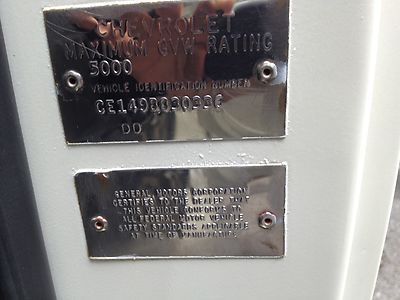 CHEVROLET
MAXIMUM GVW RATING
5000
VEHICLE IDENTIFICATION NUMBER
DO
GENERAL MOTORS CORPORATION
CERTIFIES TO THE DEALER THAT
THIS VEHICLE CONFORMS TO
ALL FEDERAL MOTOR VEHICLE
SAFETY STANDARDS APPLICABLE
AT TIME OF MANUFACTURE